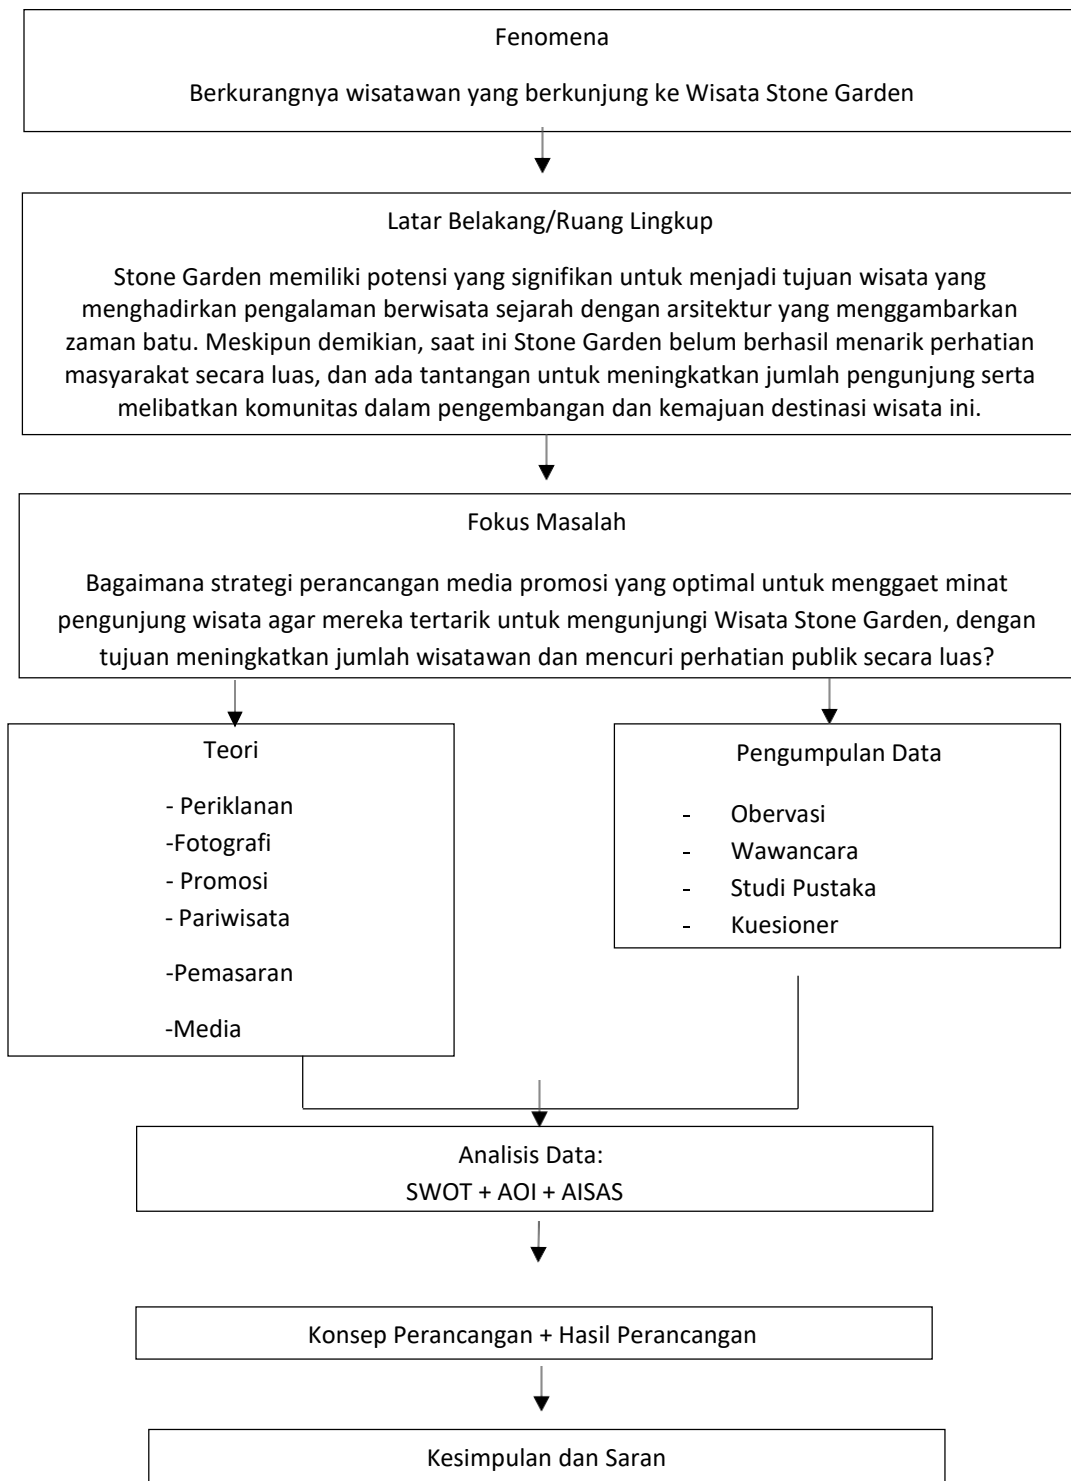 Fenomena
Berkurangnya wisatawan yang berkunjung ke Wisata Stone Garden
Latar Belakang/Ruang Lingkup
Stone Garden memiliki potensi yang signifikan untuk menjadi tujuan wisata yang
menghadirkan pengalaman berwisata sejarah dengan arsitektur yang menggambarkan
zaman batu. Meskipun demikian, saat ini Stone Garden belum berhasil menarik perhatian
masyarakat secara luas, dan ada tantangan untuk meningkatkan jumlah pengunjung serta
melibatkan komunitas dalam pengembangan dan kemajuan destinasi wisata ini.
Fokus Masalah
Bagaimana strategi perancangan media promosi yang optimal untuk menggaet minat
pengunjung wisata agar mereka tertarik untuk mengunjungi Wisata Stone Garden, dengan
tujuan meningkatkan jumlah wisatawan dan mencuri perhatian publik secara luas?
Teori
- Periklanan
-Fotografi
- Promosi
- Pariwisata
-Pemasaran
-Media
Pengumpulan Data
- Obervasi
- Wawancara
- Studi Pustaka
- Kuesioner
Analisis Data:
SWOT + AOI + AISAS
Konsep Perancangan + Hasil Perancangan
Kesimpulan dan Saran